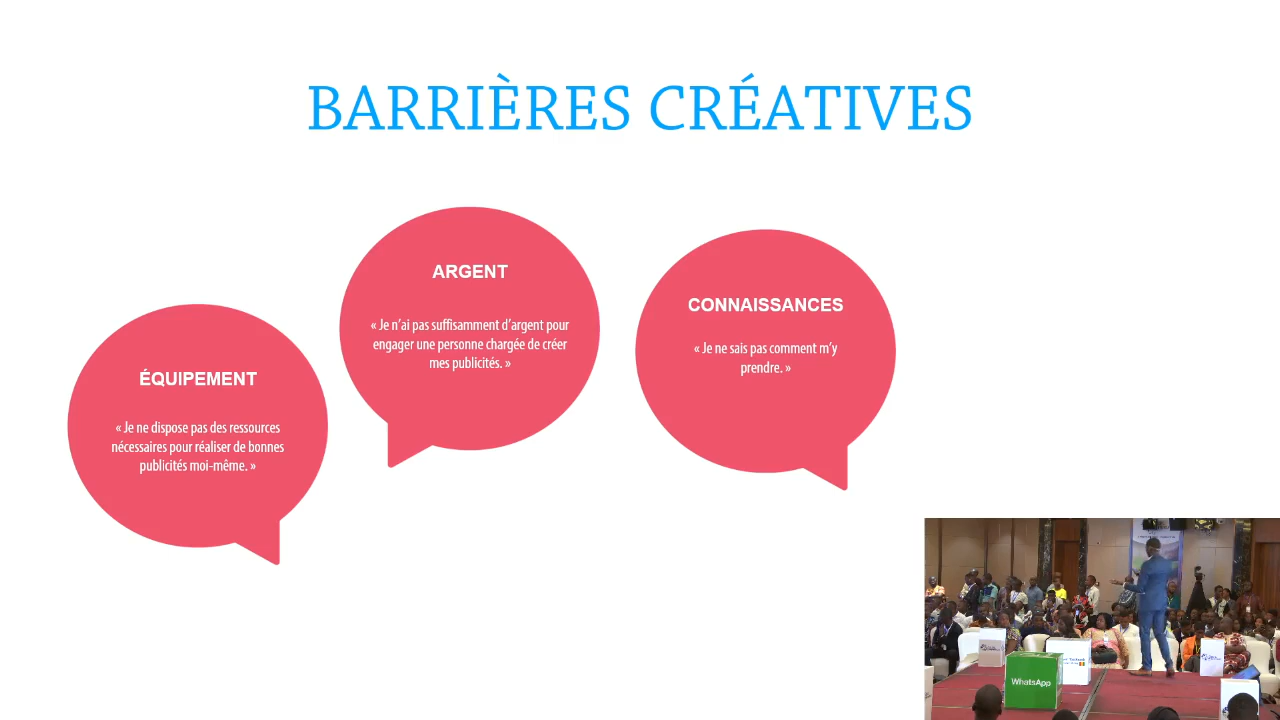 BARRIÈRES CRÉATIVES
ÉQUIPEMENT
« Je ne dispose pas des ressources
nécessaires pour réaliser de bonnes
publicités moi-même. »
ARGENT
« Je n’ai pas suffisamment d’argent pour
engager une personne chargée de créer
mes publicités. »
CONNAISSANCES
« Je ne sais pas comment m’y
prendre. »
WhatsApp